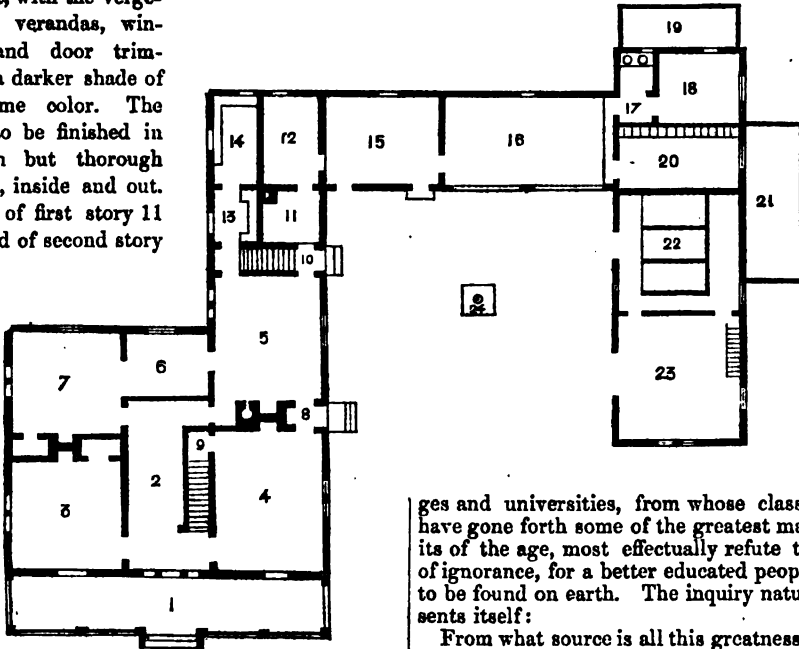 verandas, win-
and door trim-
darker shade of
color. The
to be finished in
but thorough
, inside and out.
of first story 11
of second story
19
18
17
14
12
15
16
20
21
13
11
22
10
24
5
6
7
23
8
9
2
3
4
1
ges and universities, from whose class
have gone forth some of the greatest ma
its of the age, most effectually refute t
of ignorance, for a better educated peop
to be found on earth. The inquiry natu
sents itself:
From what source is all this greatness